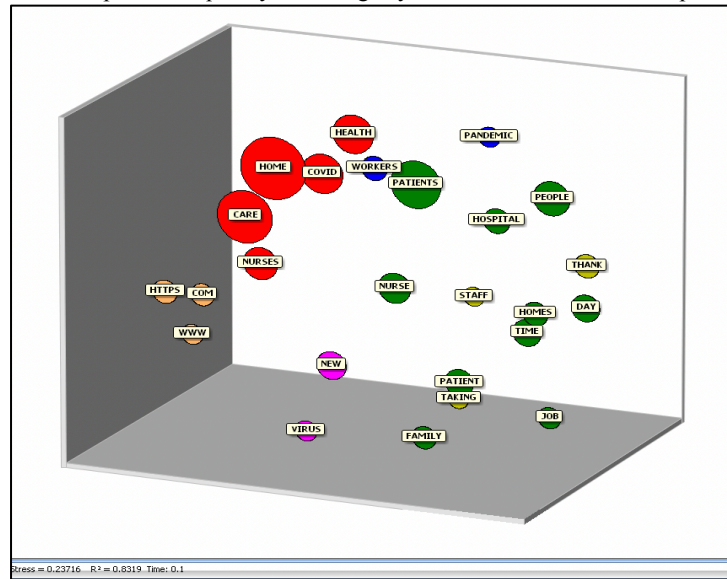 HEALTH
PANDEMIC
HOME
COVID
WORKERS
PATIENTS
PEOPLE
CARE
HOSPITAL
NURSES
THANK
HTTPS
COM
NURSE
STAFF
HOMES
DAY
WWW
TIME
NEW
PATIENT
TAKING
VIRUS
FAMILY
JOB
Stress = 0.23716 R² = 0.8319 Time: 0.1